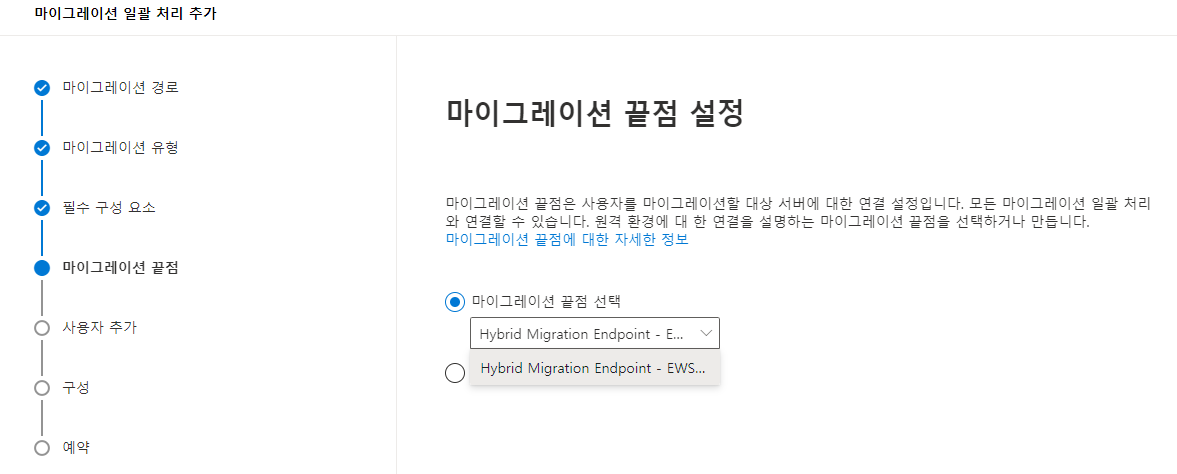 마이그레이션 일괄 처리 추가
마이그레이션 경로
마이그레이션 유형
필수 구성 요소
마이그레이션 끝점
사용자 추가
구성
예약
마이그레이션 끝점 설정
마이그레이션 끝점은 사용자를 마이그레이션할 대상 서버에 대한 연결 설정입니다. 모든 마이그레이션 일괄 처리
와 연결할 수 있습니다. 원격 환경에 대 한 연결을 설명하는 마이그레이션 끝점을 선택하거나 만듭니다.
마이그레이션 끝점에 대한 자세한 정보
마이그레이션 끝점 선택
Hybrid Migration Endpoint - E...
Hybrid Migration Endpoint - EWS...